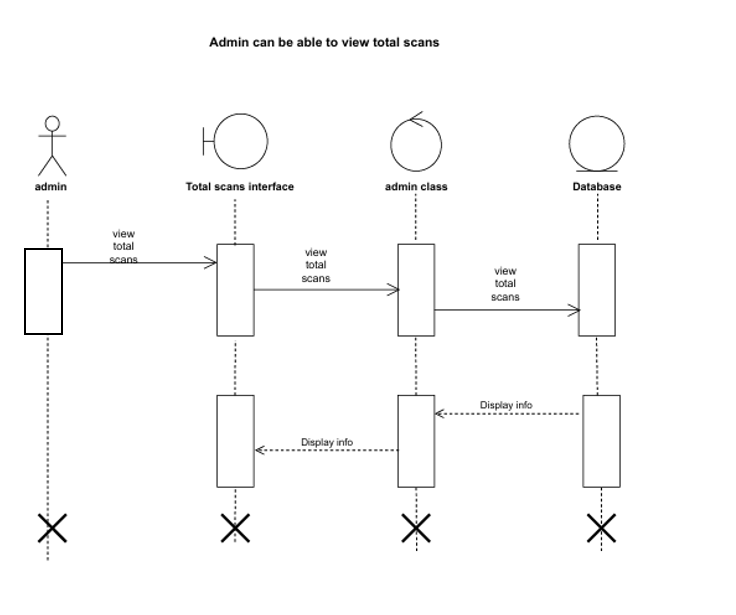 Admin can be able to view total scans
admin
Total scans interface
admin class
Database
view
total
scans
view
total
scans
view
total
scans
Display info
Display info